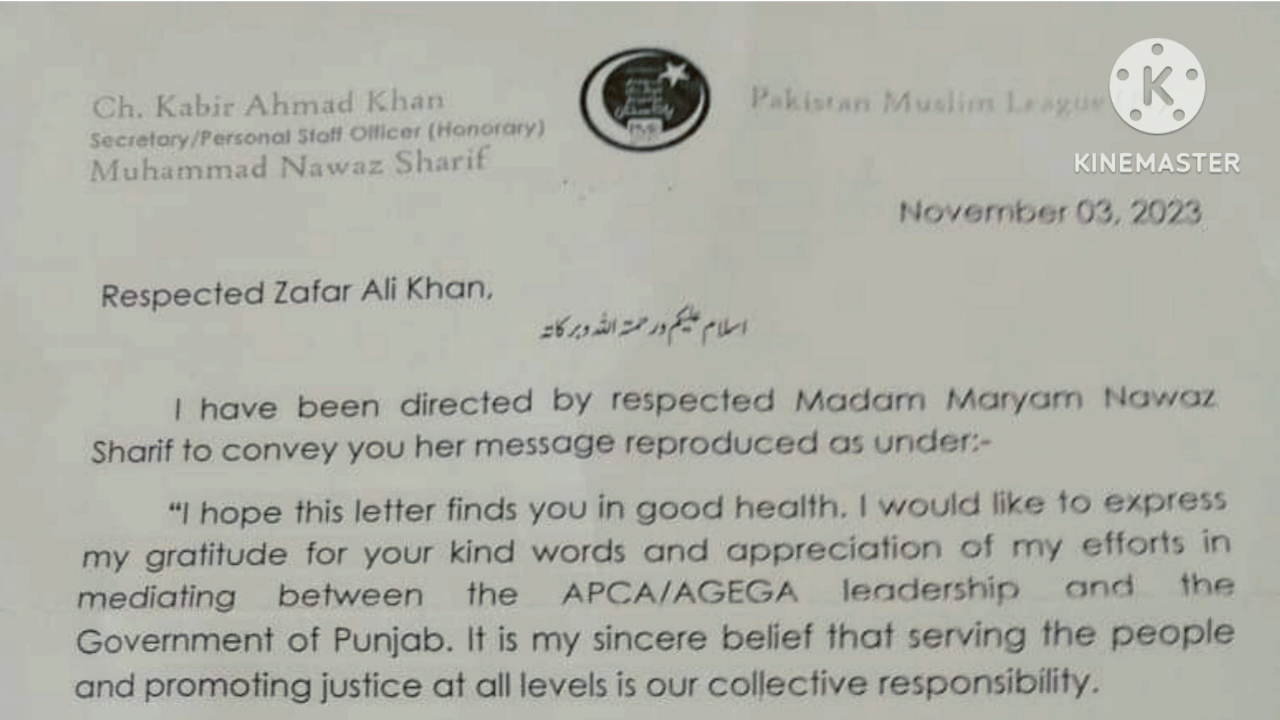 Ch. Kabir Ahmad Khan
Secretary/Personal Staff Officer (Honorary)
Muhammad Nawaz Sharif
Pakistan Muslim League
K
KINEMASTER
November 03, 2023
Respected Zafar Ali Khan,
اسلام علیکم ورحمتہ اللہ وبرکاتہ
I have been directed by respected Madam Maryam Nawaz
Sharif to convey you her message reproduced as under:-
“I hope this letter finds you in good health. I would like to express
my gratitude for your kind words and appreciation of my efforts in
mediating between the APCA/AGEGA leadership and the
Government of Punjab. It is my sincere belief that serving the people
and promoting justice at all levels is our collective responsibility.